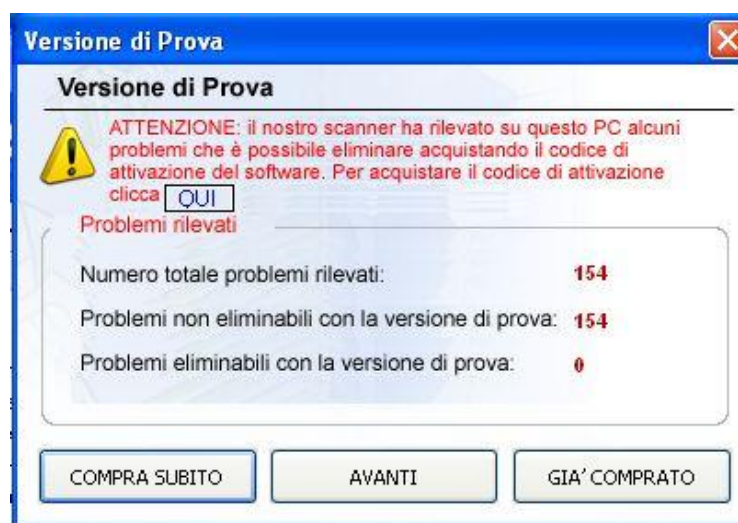 Versione di Prova
Versione di Prova
ATTENZIONE: il nostro scanner ha rilevato su questo PC alcuni
problemi che è possibile eliminare acquistando il codice di
attivazione del software. Per acquistare il codice di attivazione
clicca QUI
Problemi rilevati
Numero totale problemi rilevati: 154
Problemi non eliminabili con la versione di prova: 154
Problemi eliminabili con la versione di prova: 0
COMPRA SUBITO AVANTI GIA' COMPRATO